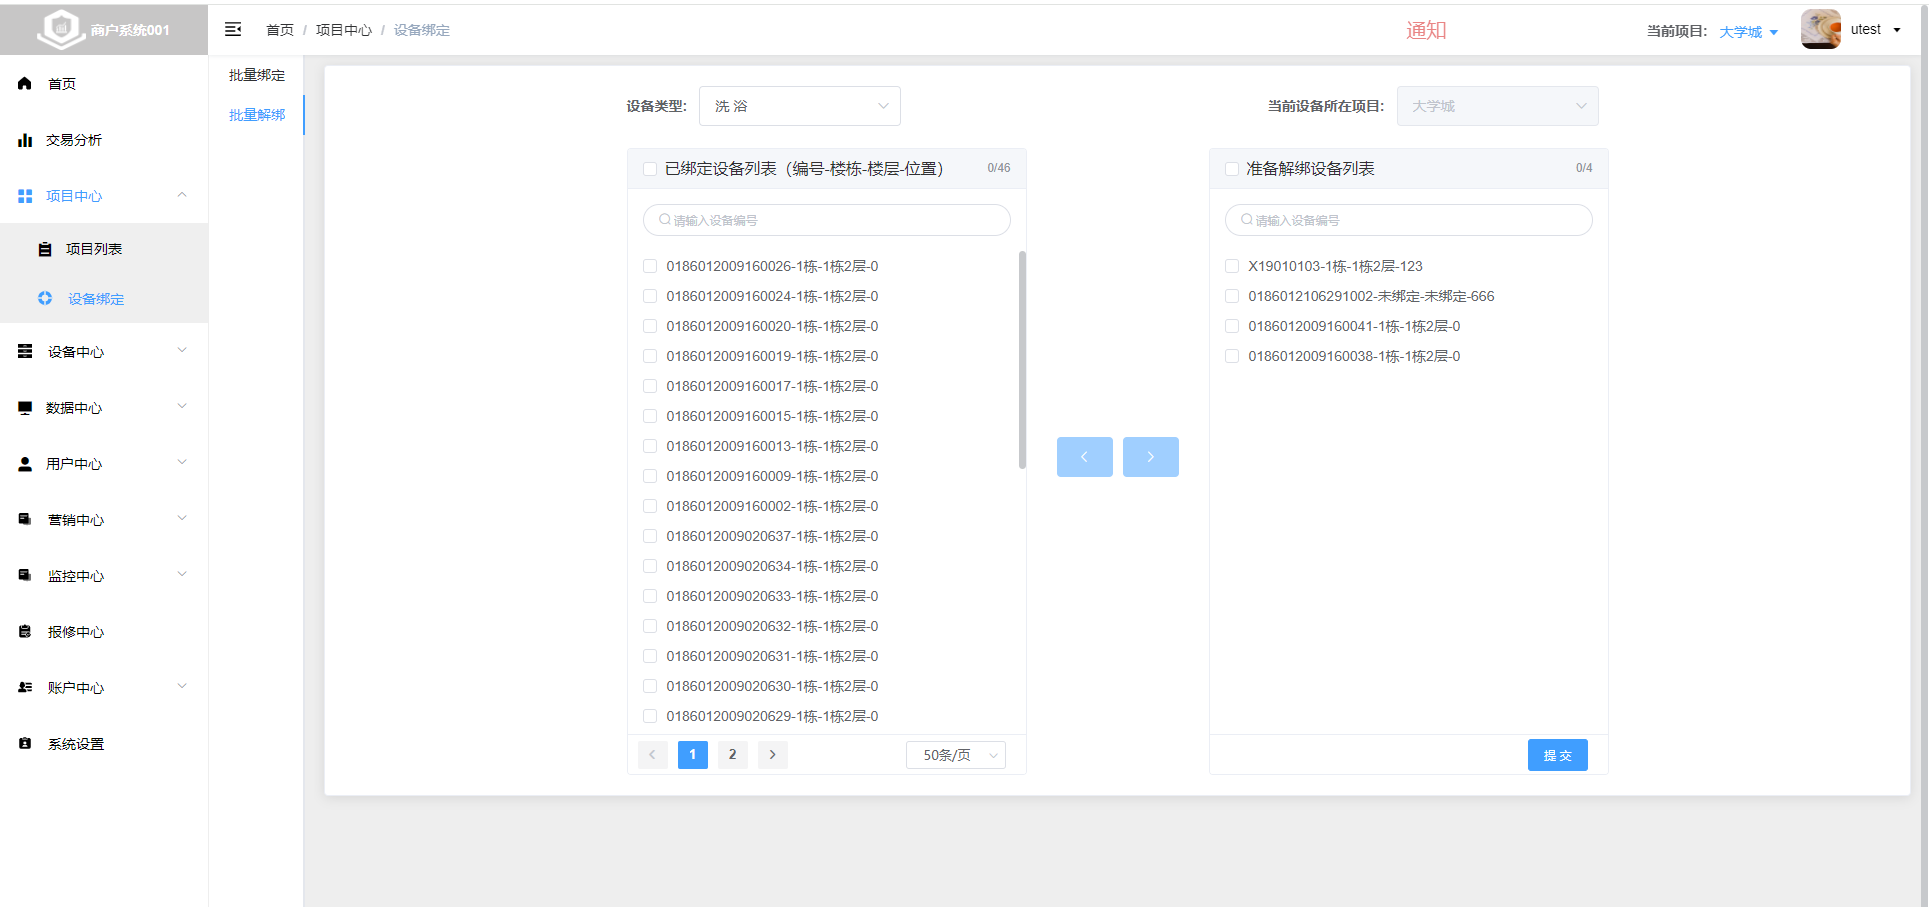 商户系统001
首页 / 项目中心 / 设备绑定
通知
当前项目: 大学城
utest
首页
交易分析
项目中心
项目列表
设备绑定
设备中心
数据中心
用户中心
营销中心
监控中心
报修中心
账户中心
系统设置
批量绑定
批量解绑
设备类型: 洗 浴
当前设备所在项目: 大学城
已绑定设备列表（编号-楼栋-楼层-位置） 0/46
请输入设备编号
0186012009160026-1栋-1栋2层-0
0186012009160024-1栋-1栋2层-0
0186012009160020-1栋-1栋2层-0
0186012009160019-1栋-1栋2层-0
0186012009160017-1栋-1栋2层-0
0186012009160015-1栋-1栋2层-0
0186012009160013-1栋-1栋2层-0
0186012009160009-1栋-1栋2层-0
0186012009160002-1栋-1栋2层-0
0186012009020637-1栋-1栋2层-0
0186012009020634-1栋-1栋2层-0
0186012009020633-1栋-1栋2层-0
0186012009020632-1栋-1栋2层-0
0186012009020631-1栋-1栋2层-0
0186012009020630-1栋-1栋2层-0
0186012009020629-1栋-1栋2层-0
1 2 50条/页
准备解绑设备列表 0/4
请输入设备编号
X19010103-1栋-1栋2层-123
0186012106291002-未绑定-未绑定-666
0186012009160041-1栋-1栋2层-0
0186012009160038-1栋-1栋2层-0
提 交